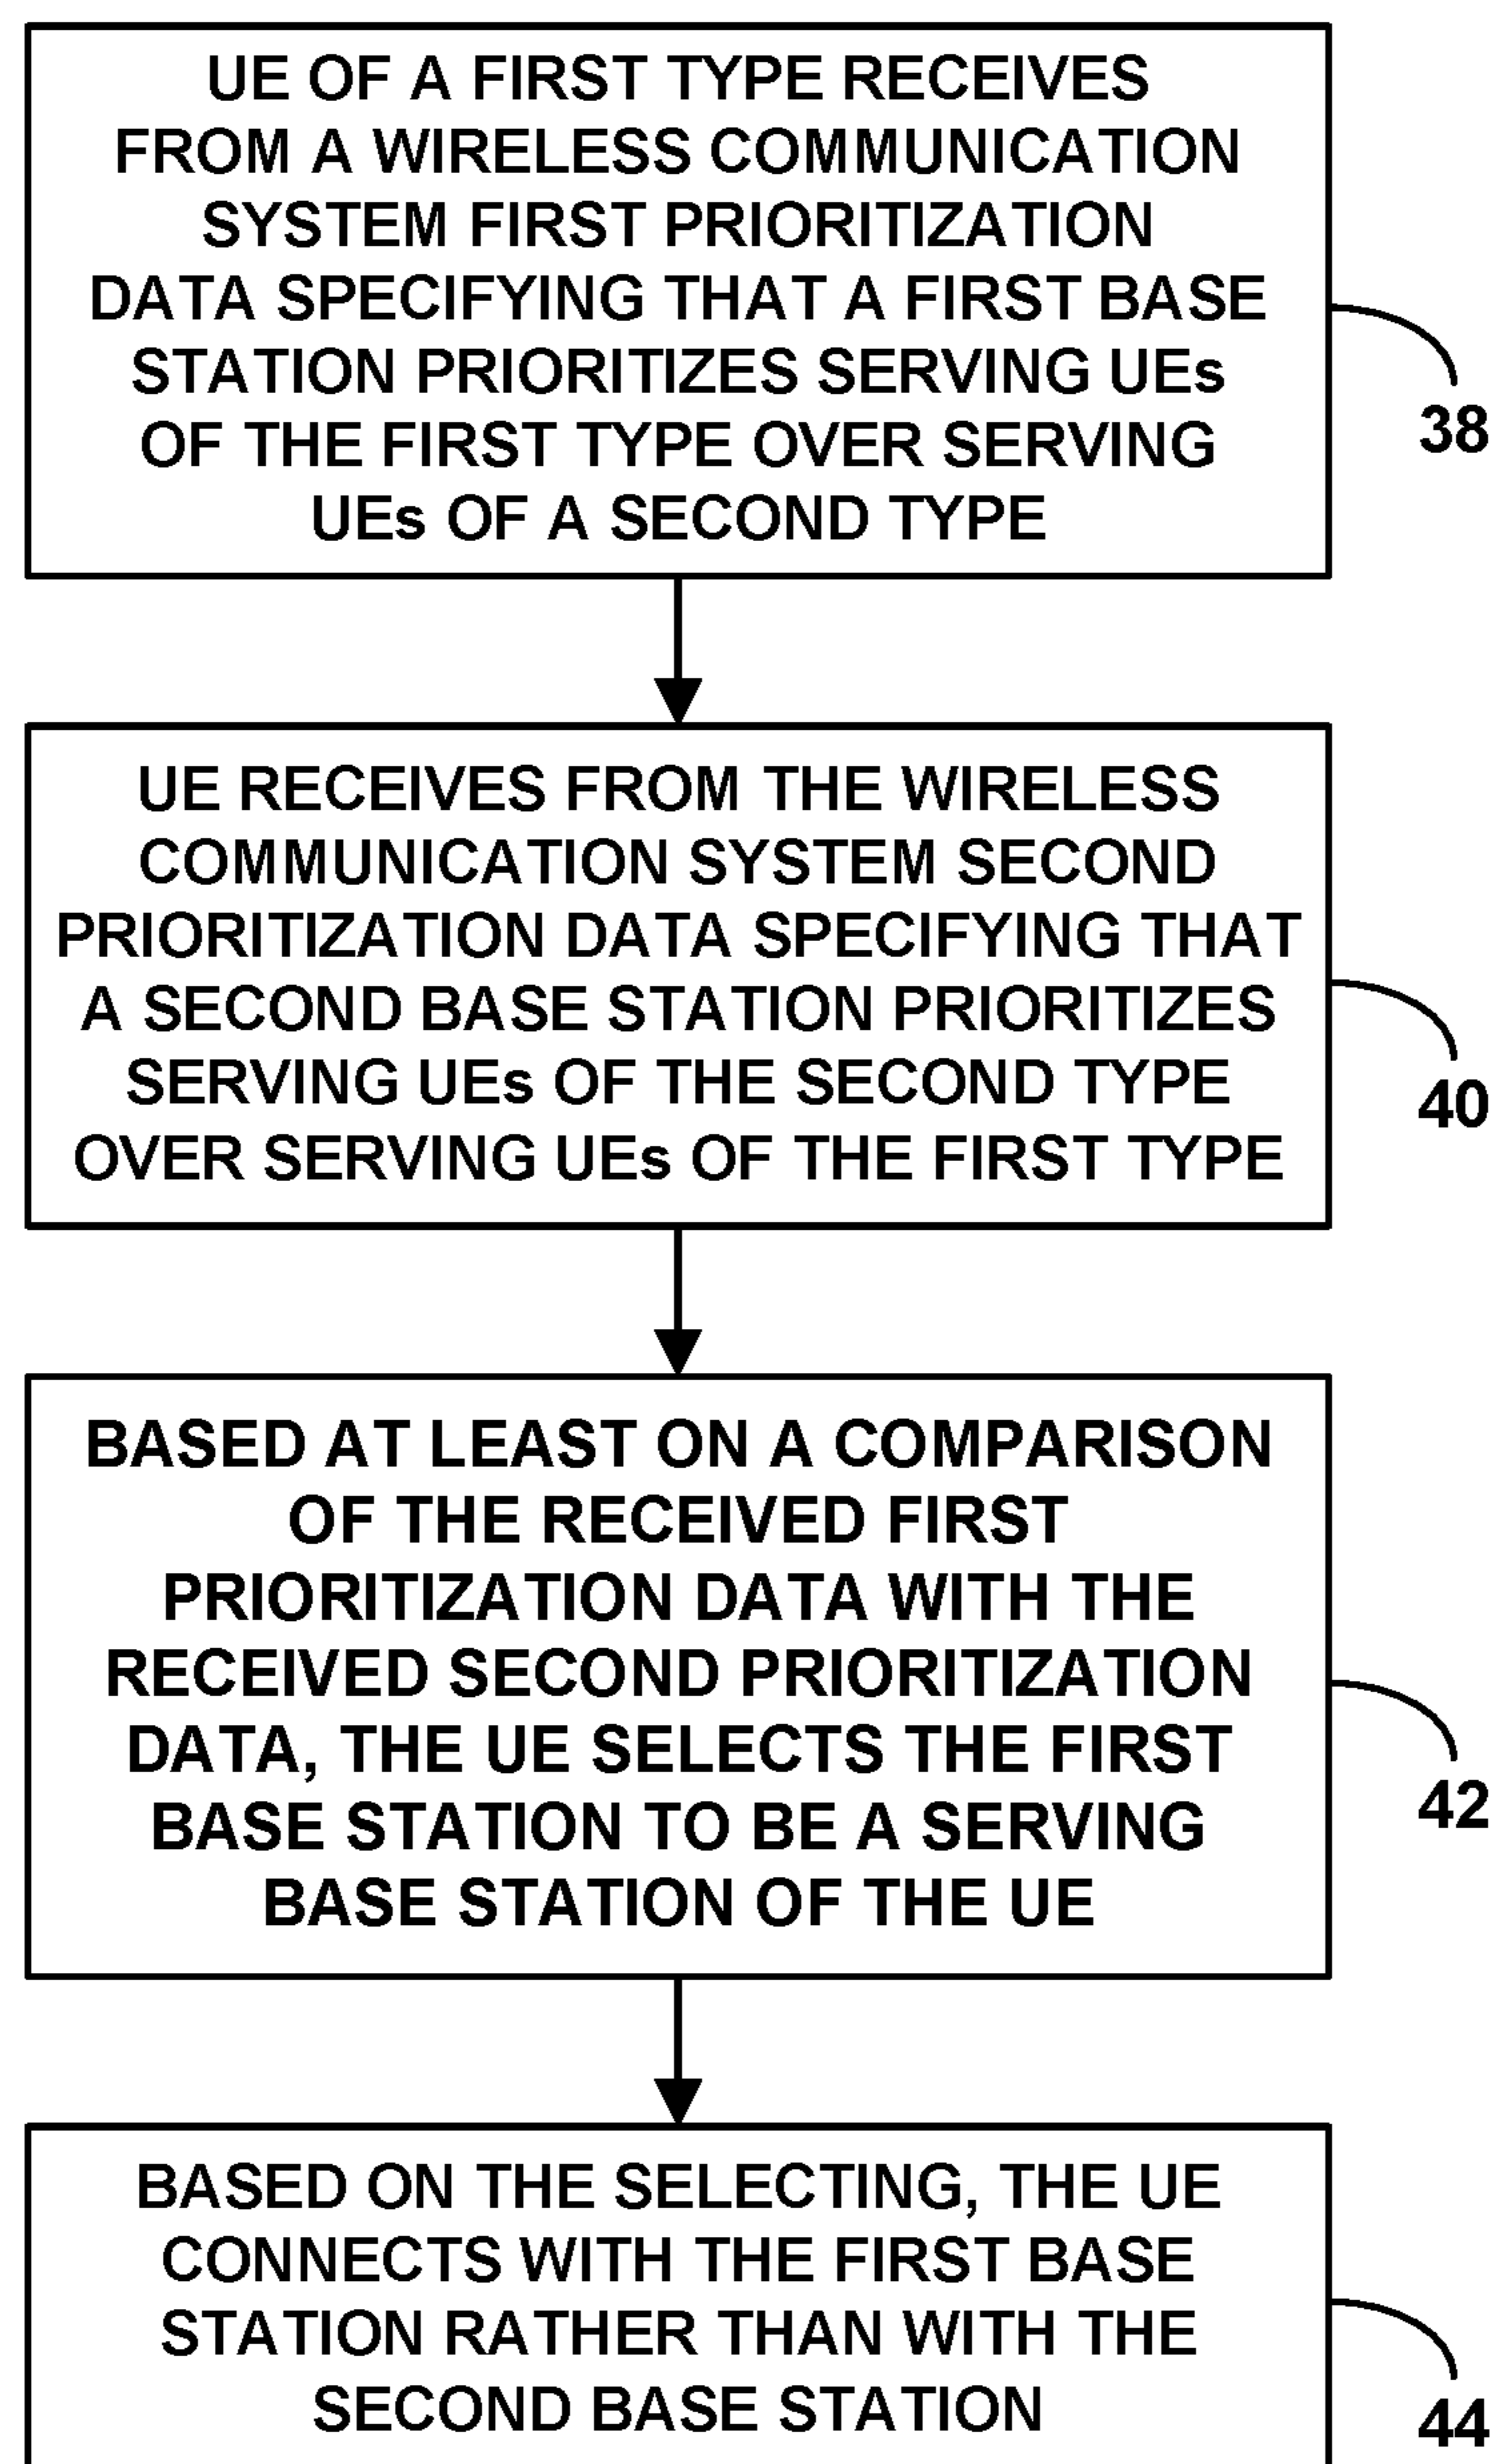 UE OF A FIRST TYPE RECEIVES
FROM A WIRELESS COMMUNICATION
SYSTEM FIRST PRIORITIZATION
DATA SPECIFYING THAT A FIRST BASE
STATION PRIORITIZES SERVING UEs
OF THE FIRST TYPE OVER SERVING
UEs OF A SECOND TYPE
38
UE RECEIVES FROM THE WIRELESS
COMMUNICATION SYSTEM SECOND
PRIORITIZATION DATA SPECIFYING THAT
A SECOND BASE STATION PRIORITIZES
SERVING UEs OF THE SECOND TYPE
OVER SERVING UEs OF THE FIRST TYPE
40
BASED AT LEAST ON A COMPARISON
OF THE RECEIVED FIRST
PRIORITIZATION DATA WITH THE
RECEIVED SECOND PRIORITIZATION
DATA, THE UE SELECTS THE FIRST
BASE STATION TO BE A SERVING
BASE STATION OF THE UE
42
BASED ON THE SELECTING, THE UE
CONNECTS WITH THE FIRST BASE
STATION RATHER THAN WITH THE
SECOND BASE STATION
44